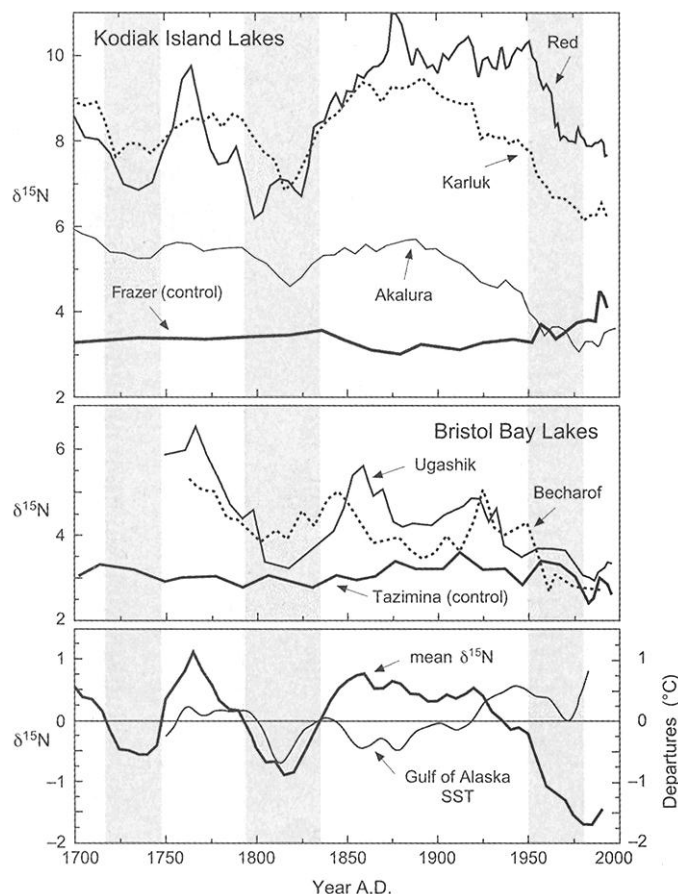 Kodiak Island Lakes
Red
Karluk
Akalura
Frazer (control)
δ¹⁵N
10
8
6
4
2
Bristol Bay Lakes
Ugashik
Becharof
Tazimina (control)
δ¹⁵N
6
4
2
mean δ¹⁵N
Gulf of Alaska
SST
δ¹⁵N
1
0
−1
−2
1
0
−1
−2
Departures (°C)
1700 1750 1800 1850 1900 1950 2000
Year A.D.